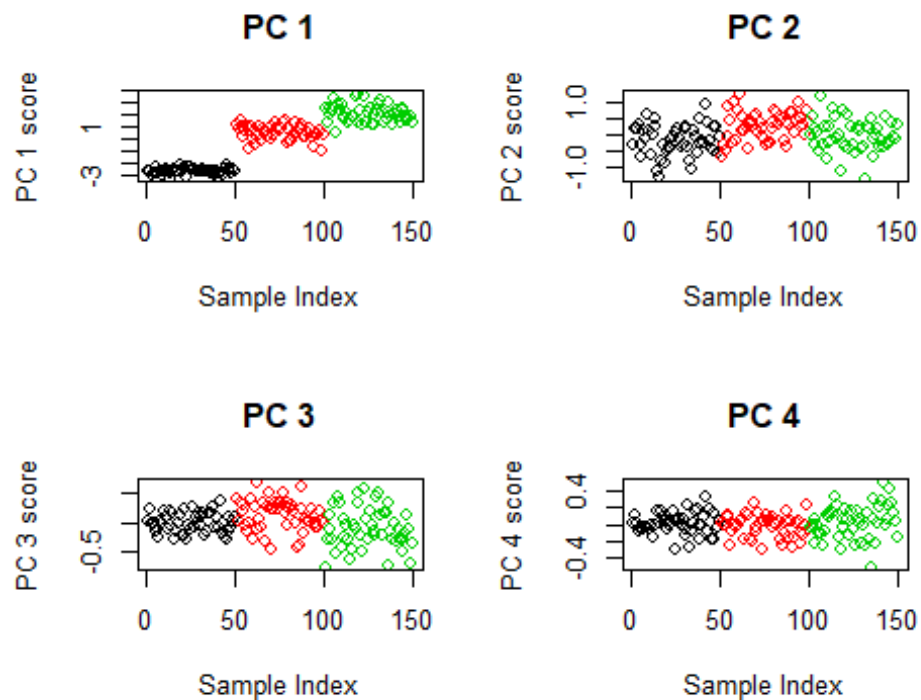 PC 1
PC 1 score
1
-3
0 50 100 150
Sample Index
PC 2
PC 2 score
1.0
-1.0
0 50 100 150
Sample Index
PC 3
PC 3 score
-0.5
0 50 100 150
Sample Index
PC 4
PC 4 score
0.4
-0.4
0 50 100 150
Sample Index